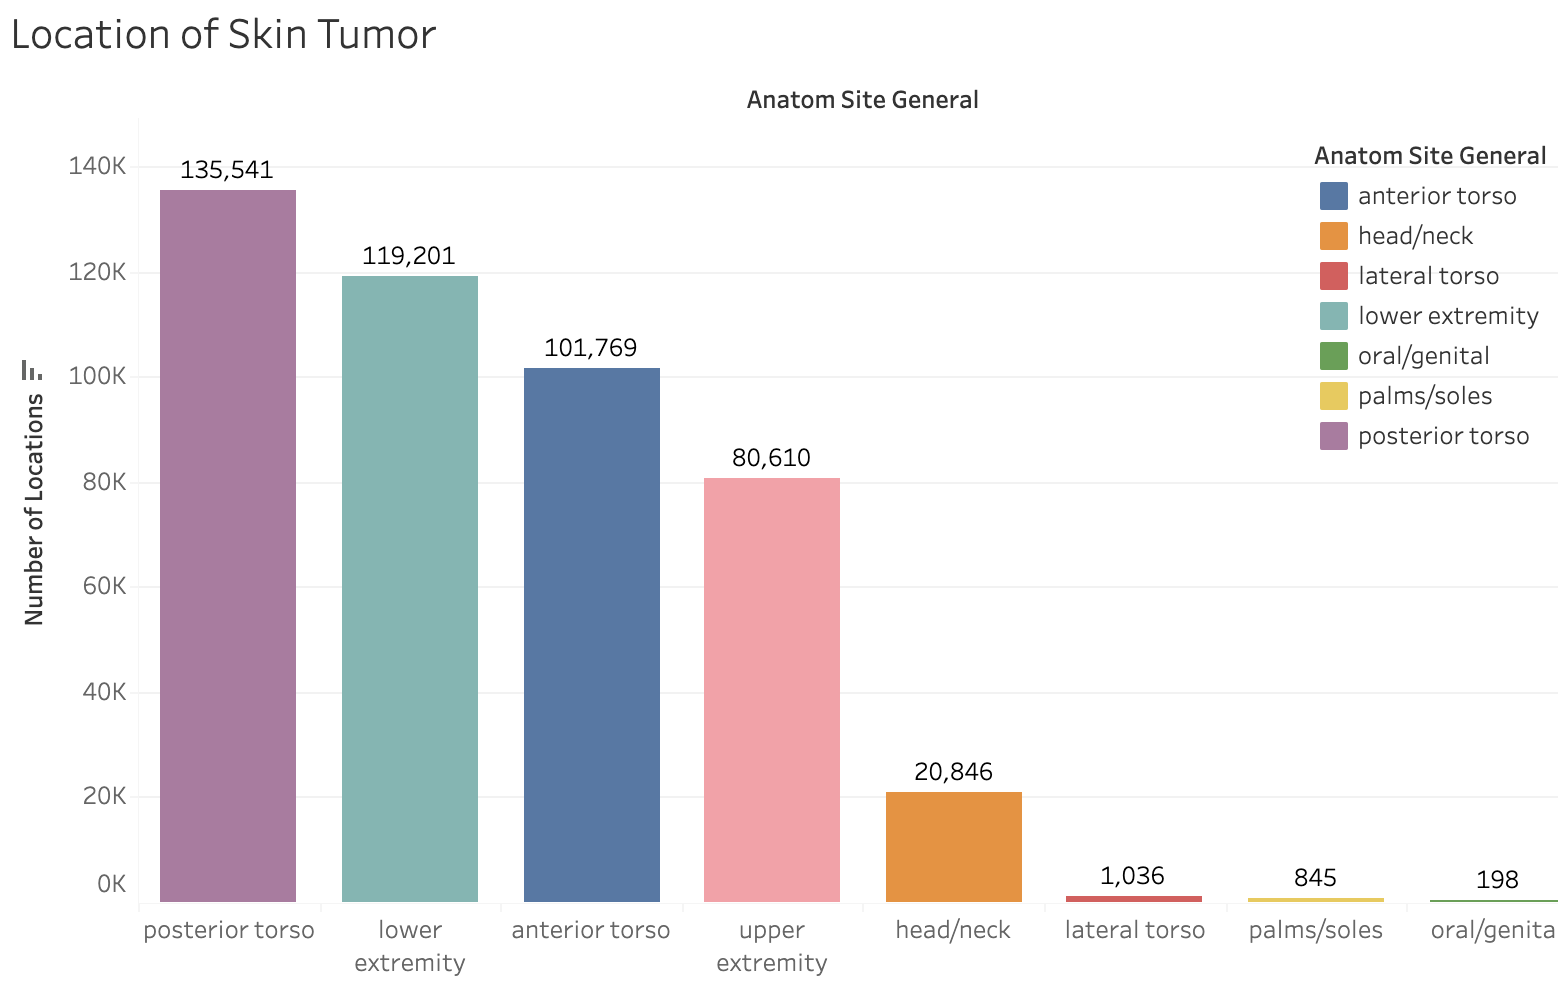 Location of Skin Tumor
Anatom Site General
Number of Locations
140K
120K
100K
80K
60K
40K
20K
0K
135,541
119,201
101,769
80,610
20,846
1,036
845
198
posterior torso
lower
extremity
anterior torso
upper
extremity
head/neck
lateral torso
palms/soles
oral/genita
Anatom Site General
anterior torso
head/neck
lateral torso
lower extremity
oral/genital
palms/soles
posterior torso